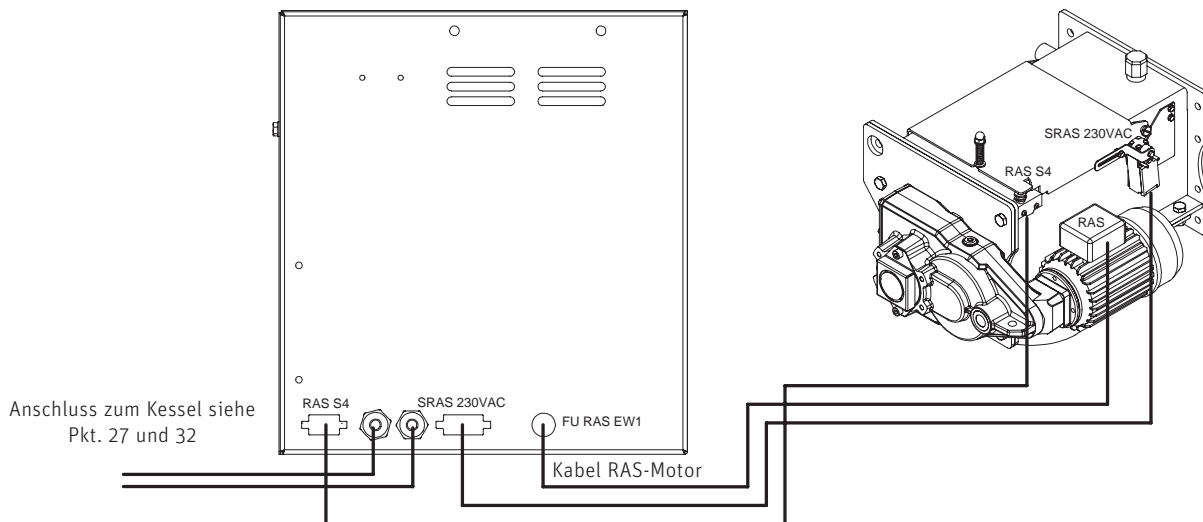 SRAS 230VAC
RAS S4
RAS
Anschluss zum Kessel siehe
Pkt. 27 und 32
RAS S4
SRAS 230VAC
FU RAS EW1
Kabel RAS-Motor